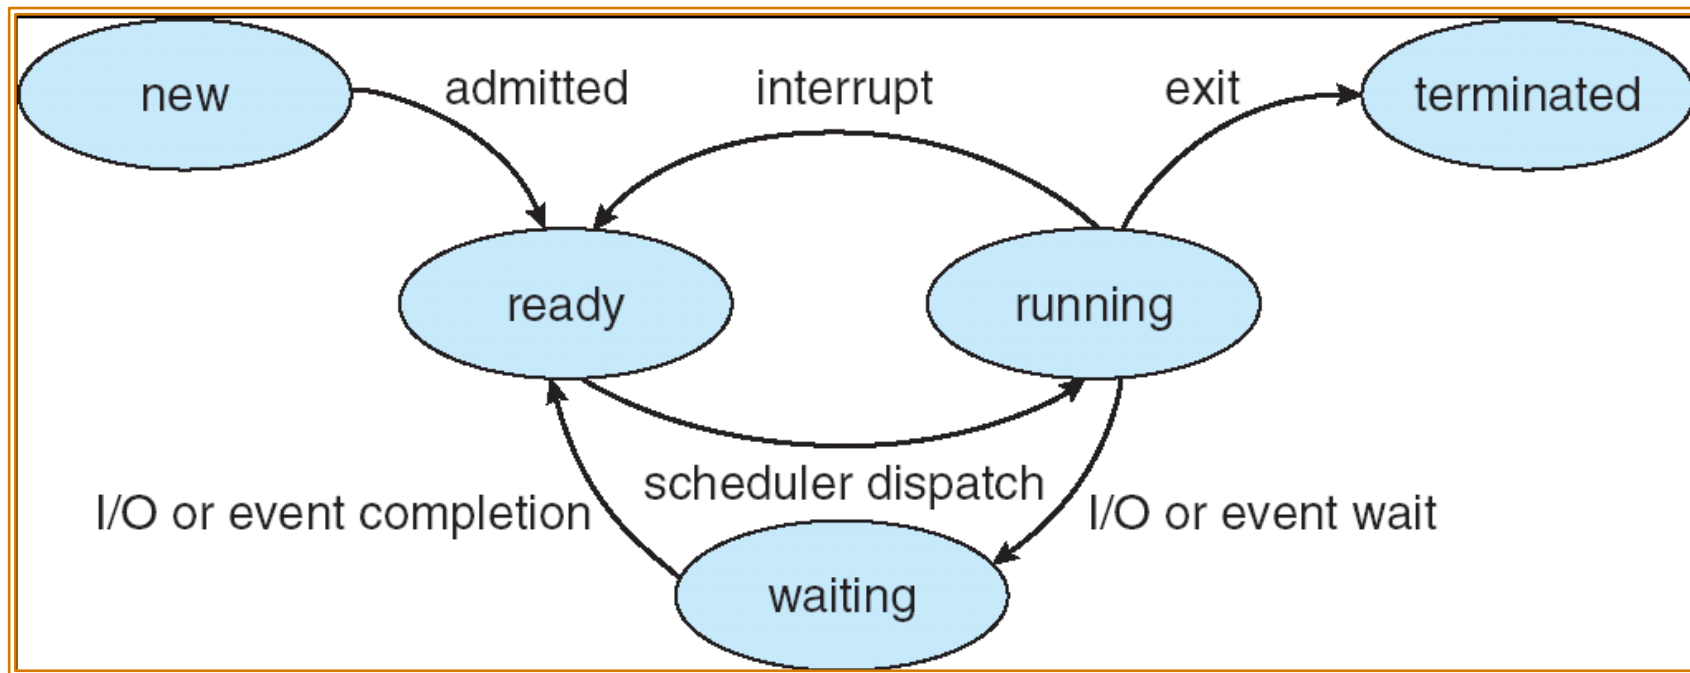 new
admitted
interrupt
exit
terminated
ready
running
scheduler dispatch
I/O or event completion
I/O or event wait
waiting